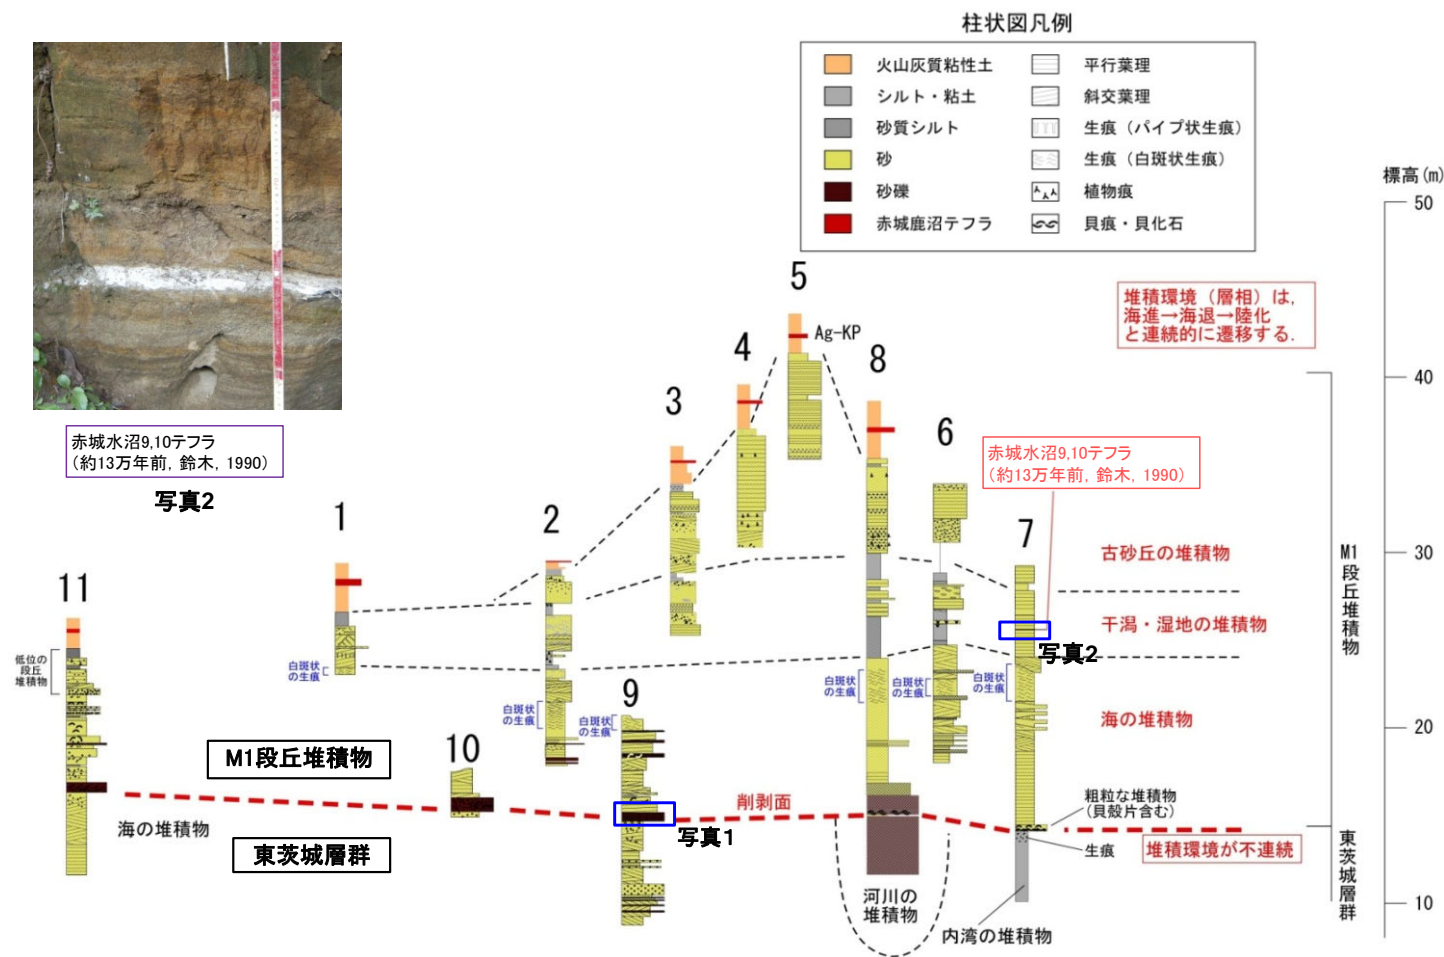 柱状図凡例
火山灰質粘性土
シルト・粘土
砂質シルト
砂
砂礫
赤城鹿沼テフラ
平行葉理
斜交葉理
生痕（パイプ状生痕）
生痕（白斑状生痕）
植物痕
貝痕・貝化石
標高(m)
50
40
30
20
10
赤城水沼9,10テフラ
（約13万年前, 鈴木, 1990）
写真2
堆積環境（層相）は,
海進→海退→陸化
と連続的に遷移する.
5
Ag-KP
4
8
3
6
赤城水沼9,10テフラ
（約13万年前, 鈴木, 1990）
1
2
7
11
古砂丘の堆積物
干潟・湿地の堆積物
写真2
海の堆積物
M1段丘堆積物
低位の
段丘
堆積物
白斑状
の生痕
白斑状
の生痕
9
白斑状
の生痕
白斑状
の生痕
白斑状
の生痕
白斑状
の生痕
M1段丘堆積物
10
削剥面
粗粒な堆積物
（貝殻片含む）
海の堆積物
写真1
東茨城層群
生痕
堆積環境が不連続
東茨城層群
河川の
堆積物
内湾の堆積物